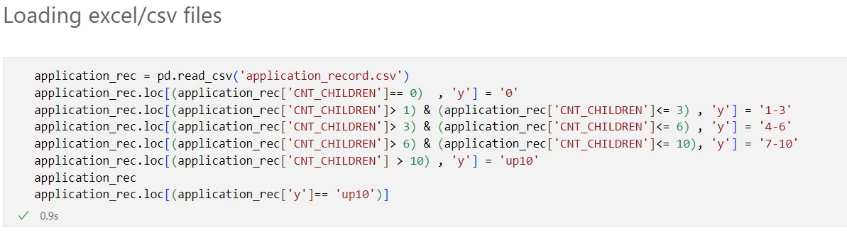 Loading excel/csv files
application_rec = pd.read_csv('application_record.csv')
application_rec.loc[(application_rec['CNT_CHILDREN']== 0)  , 'y'] = '0'
application_rec.loc[(application_rec['CNT_CHILDREN']> 1) & (application_rec['CNT_CHILDREN']<= 3) , 'y'] = '1-3'
application_rec.loc[(application_rec['CNT_CHILDREN']> 3) & (application_rec['CNT_CHILDREN']<= 6) , 'y'] = '4-6'
application_rec.loc[(application_rec['CNT_CHILDREN']> 6) & (application_rec['CNT_CHILDREN']<= 10), 'y'] = '7-10'
application_rec.loc[(application_rec['CNT_CHILDREN'] > 10) , 'y'] = 'up10'
application_rec
application_rec.loc[(application_rec['y']== 'up10')]
✓ 0.9s